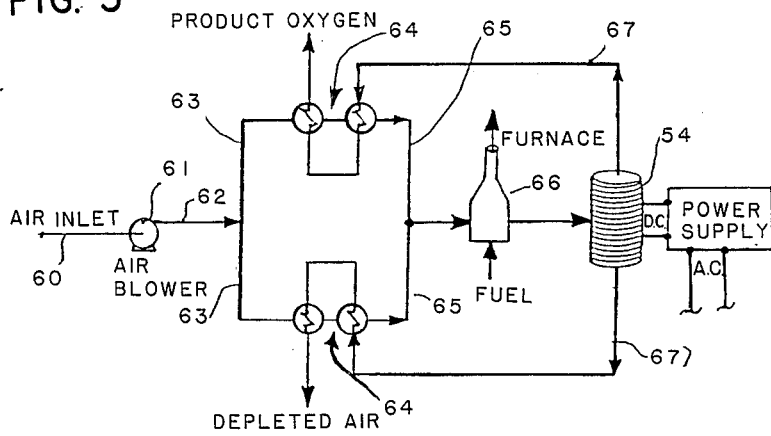 FIG. 5
PRODUCT OXYGEN
64
65
67
63
54
61
62
FURNACE
66
AIR INLET
60
D.C.
POWER
SUPPLY
AIR
BLOWER
63
FUEL
65
A.C.
67
64
DEPLETED AIR